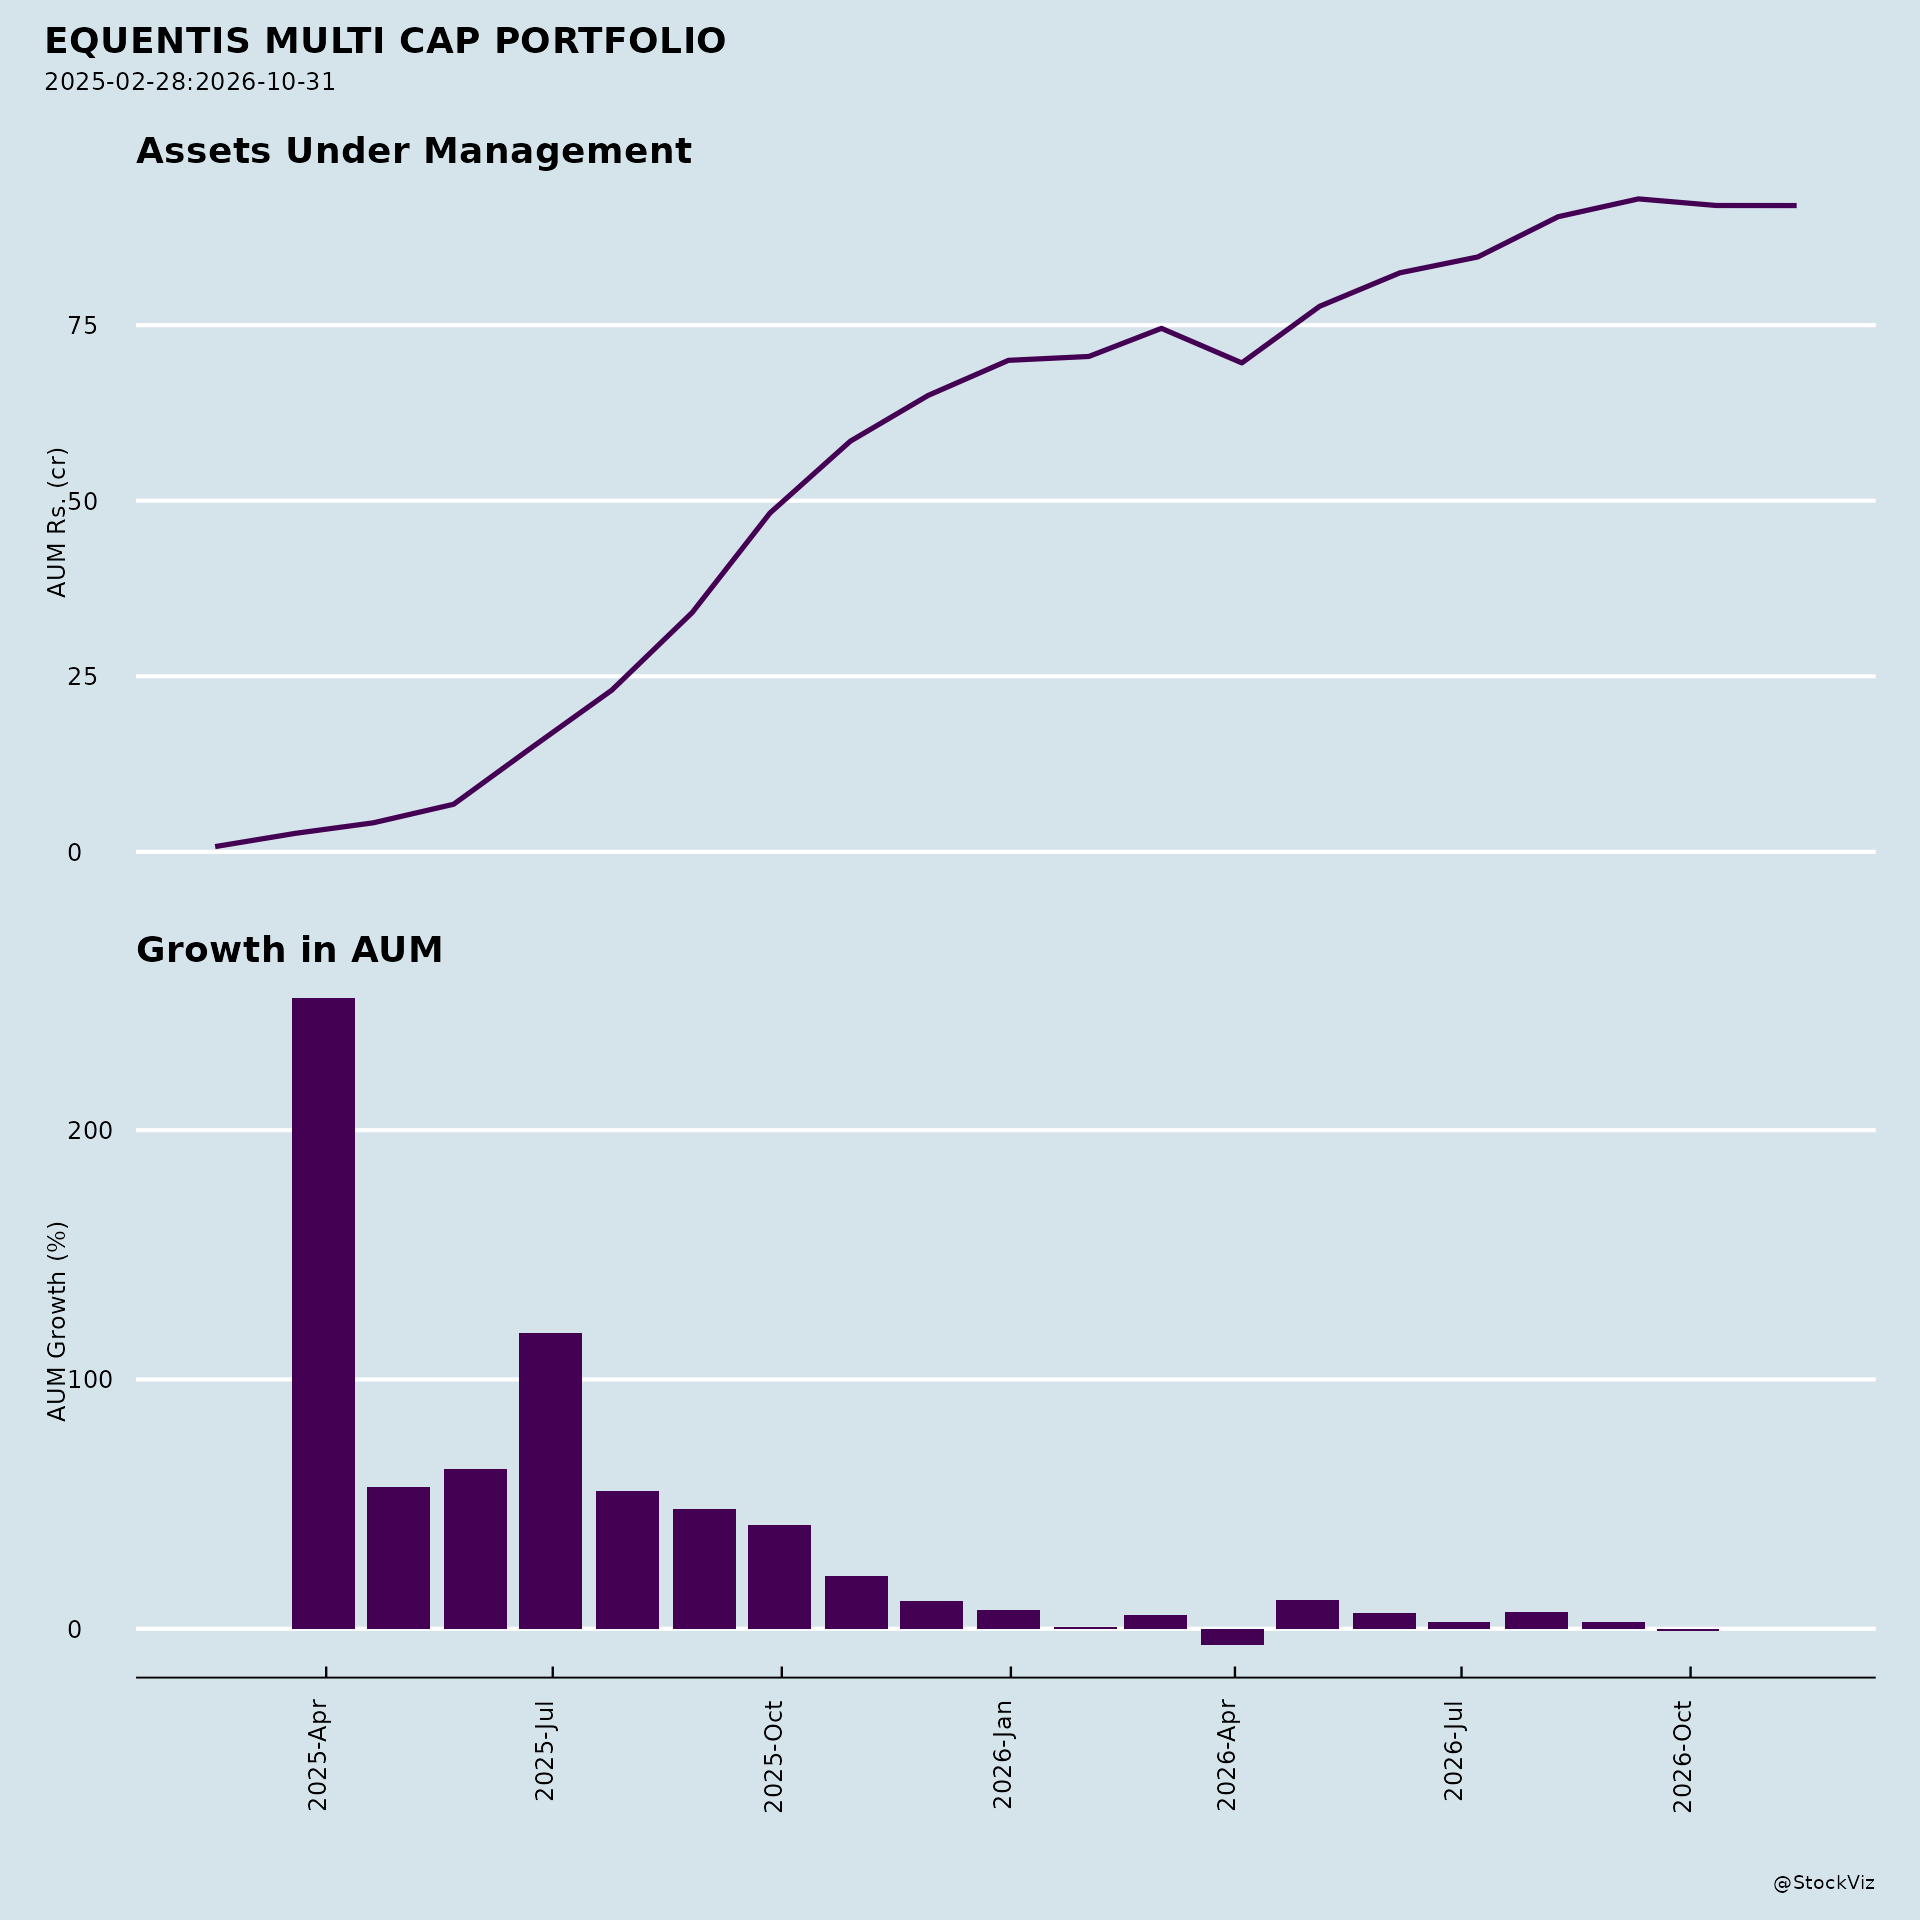 EQUENTIS MULTI CAP PORTFOLIO
2025-02-28:2026-10-31
Assets Under Management
AUM Rs. (cr)
75
50
25
0
Growth in AUM
AUM Growth (%)
200
100
0
2025-Apr
2025-Jul
2025-Oct
2026-Jan
2026-Apr
2026-Jul
2026-Oct
@StockViz